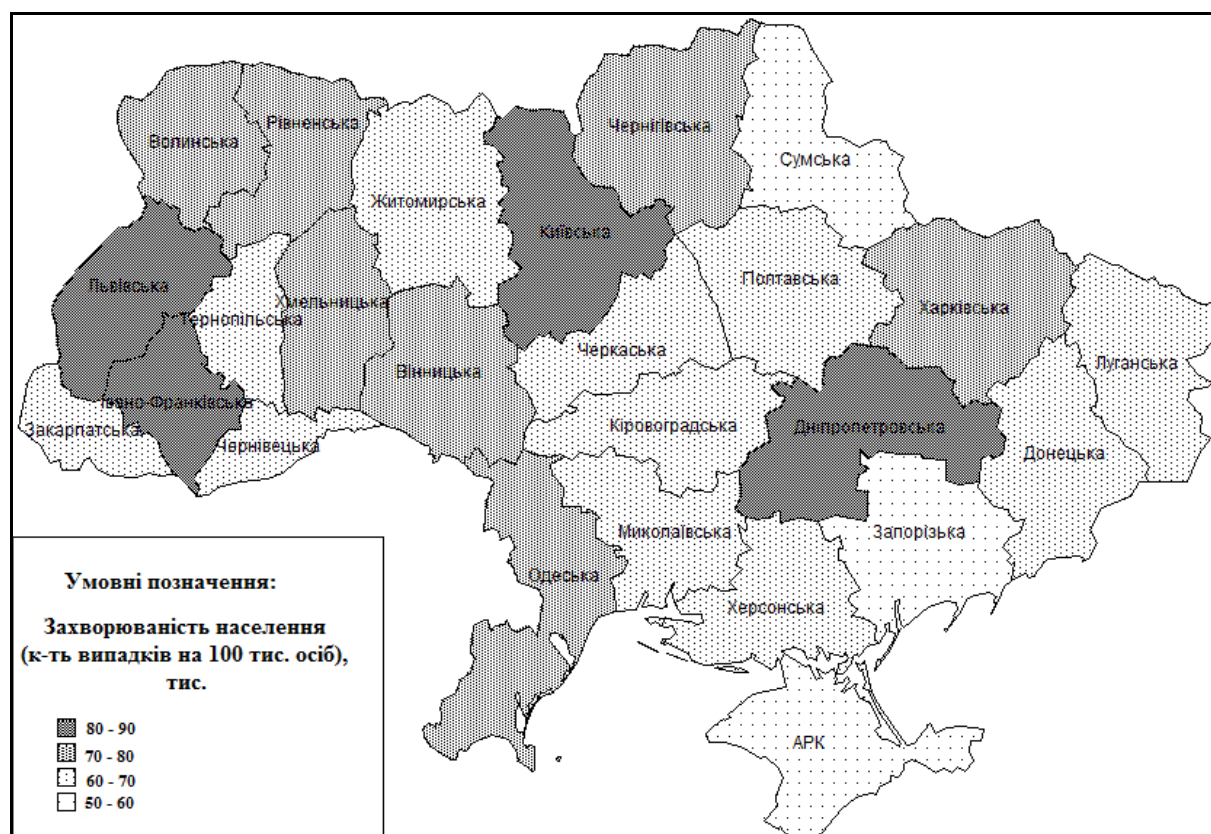 Волинська
Рівненська
Чернігівська
Сумська
Житомирська
Київська
Львівська
Полтавська
Харківська
Хмельницька
Тернопільська
Черкаська
Луганська
Вінницька
Івано-Франківська
Кіровоградська
Дніпропетровська
Закарпатська
Чернівецька
Донецька
Миколаївська
Запорізька
Одеська
Херсонська
АРК
Умовні позначення:
Захворюваність населення
(к-ть випадків на 100 тис. осіб),
тис.
80 - 90
70 - 80
60 - 70
50 - 60